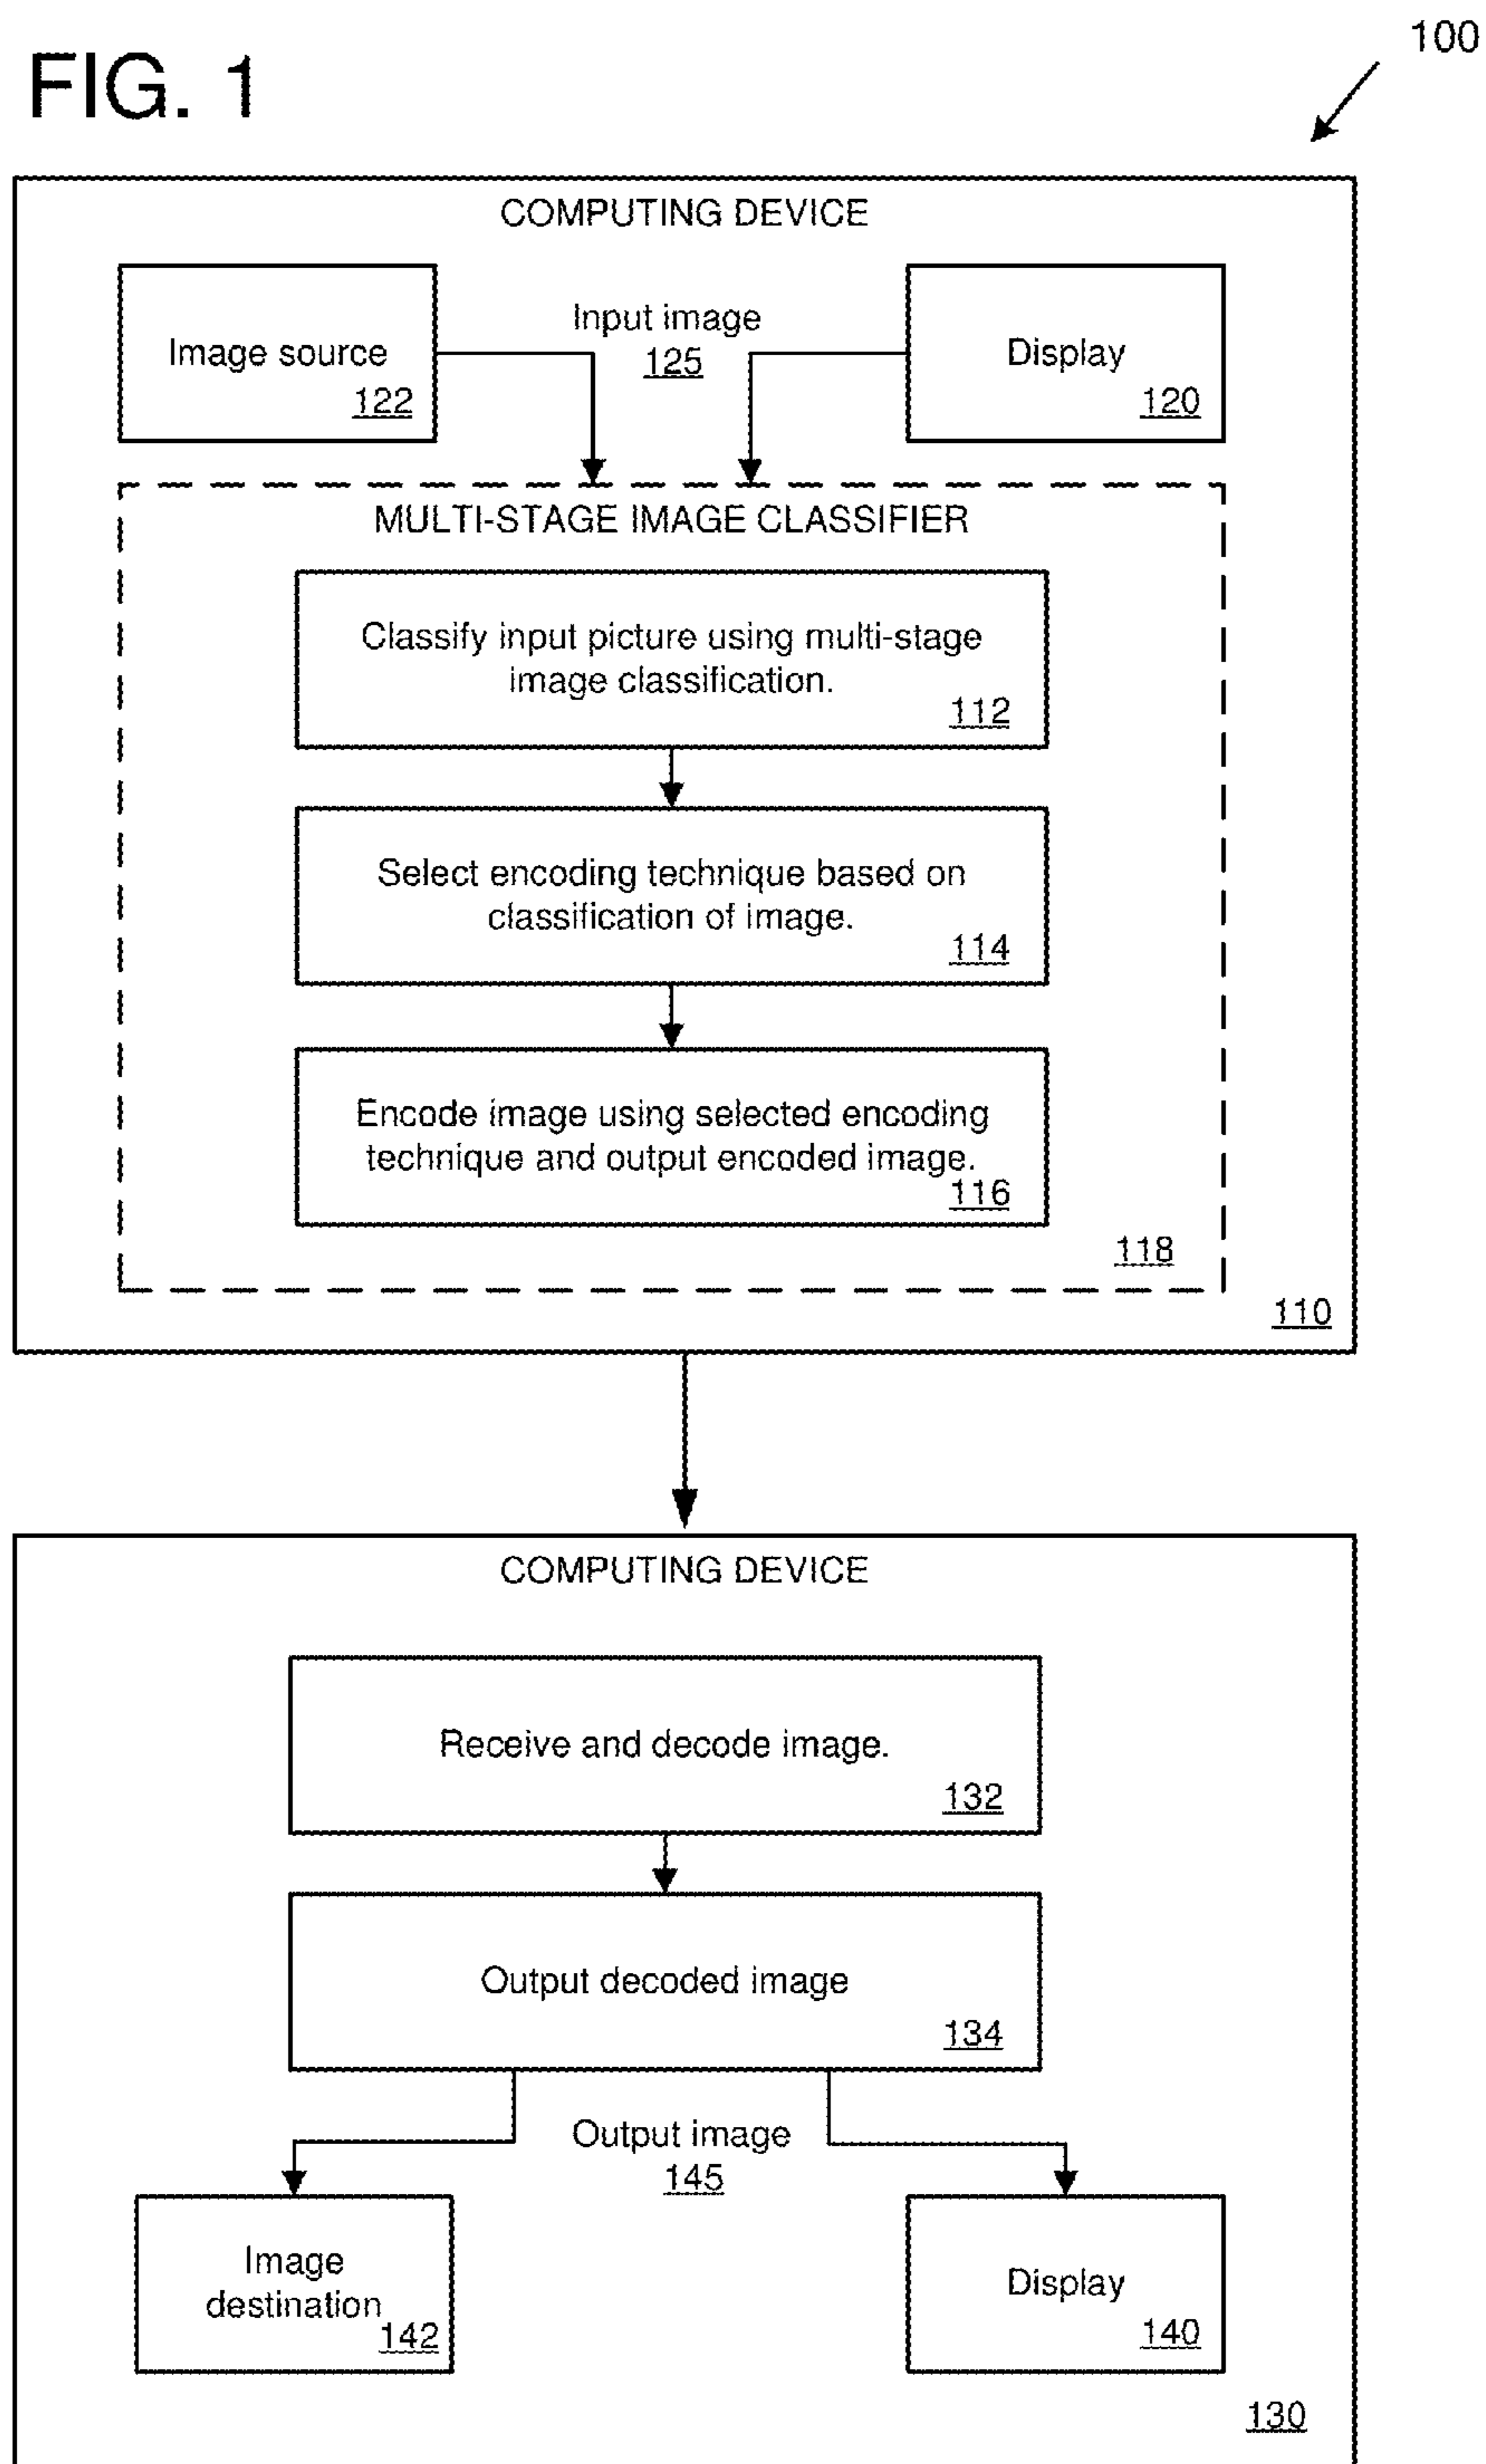 FIG. 1
100
COMPUTING DEVICE
Image source
122
Input image
125
Display
120
MULTI-STAGE IMAGE CLASSIFIER
Classify input picture using multi-stage
image classification.
112
Select encoding technique based on
classification of image.
114
Encode image using selected encoding
technique and output encoded image.
116
118
110
COMPUTING DEVICE
Receive and decode image.
132
Output decoded image
134
Output image
145
Image
destination
142
Display
140
130